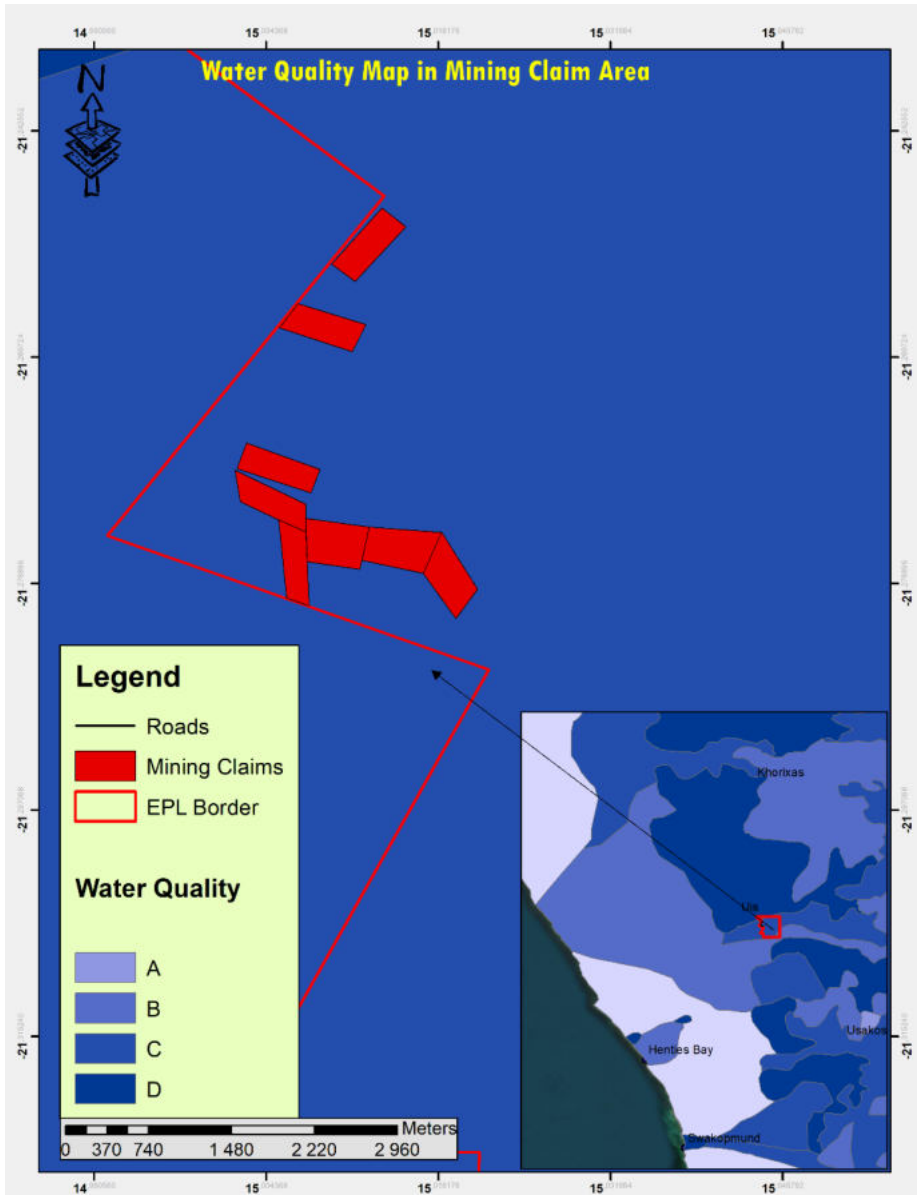 14 15 15 15 15
Water Quality Map in Mining Claim Area
N
-21 -21
-21 -21
-21 -21
Legend
Roads
Mining Claims
EPL Border
Water Quality
A
B
C
D
Khorixas
Uis
Usakos
Henties Bay
Swakopmund
-21 -21
-21 -21
Meters
0 370 740 1 480 2 220 2 960
14 15 15 15 15